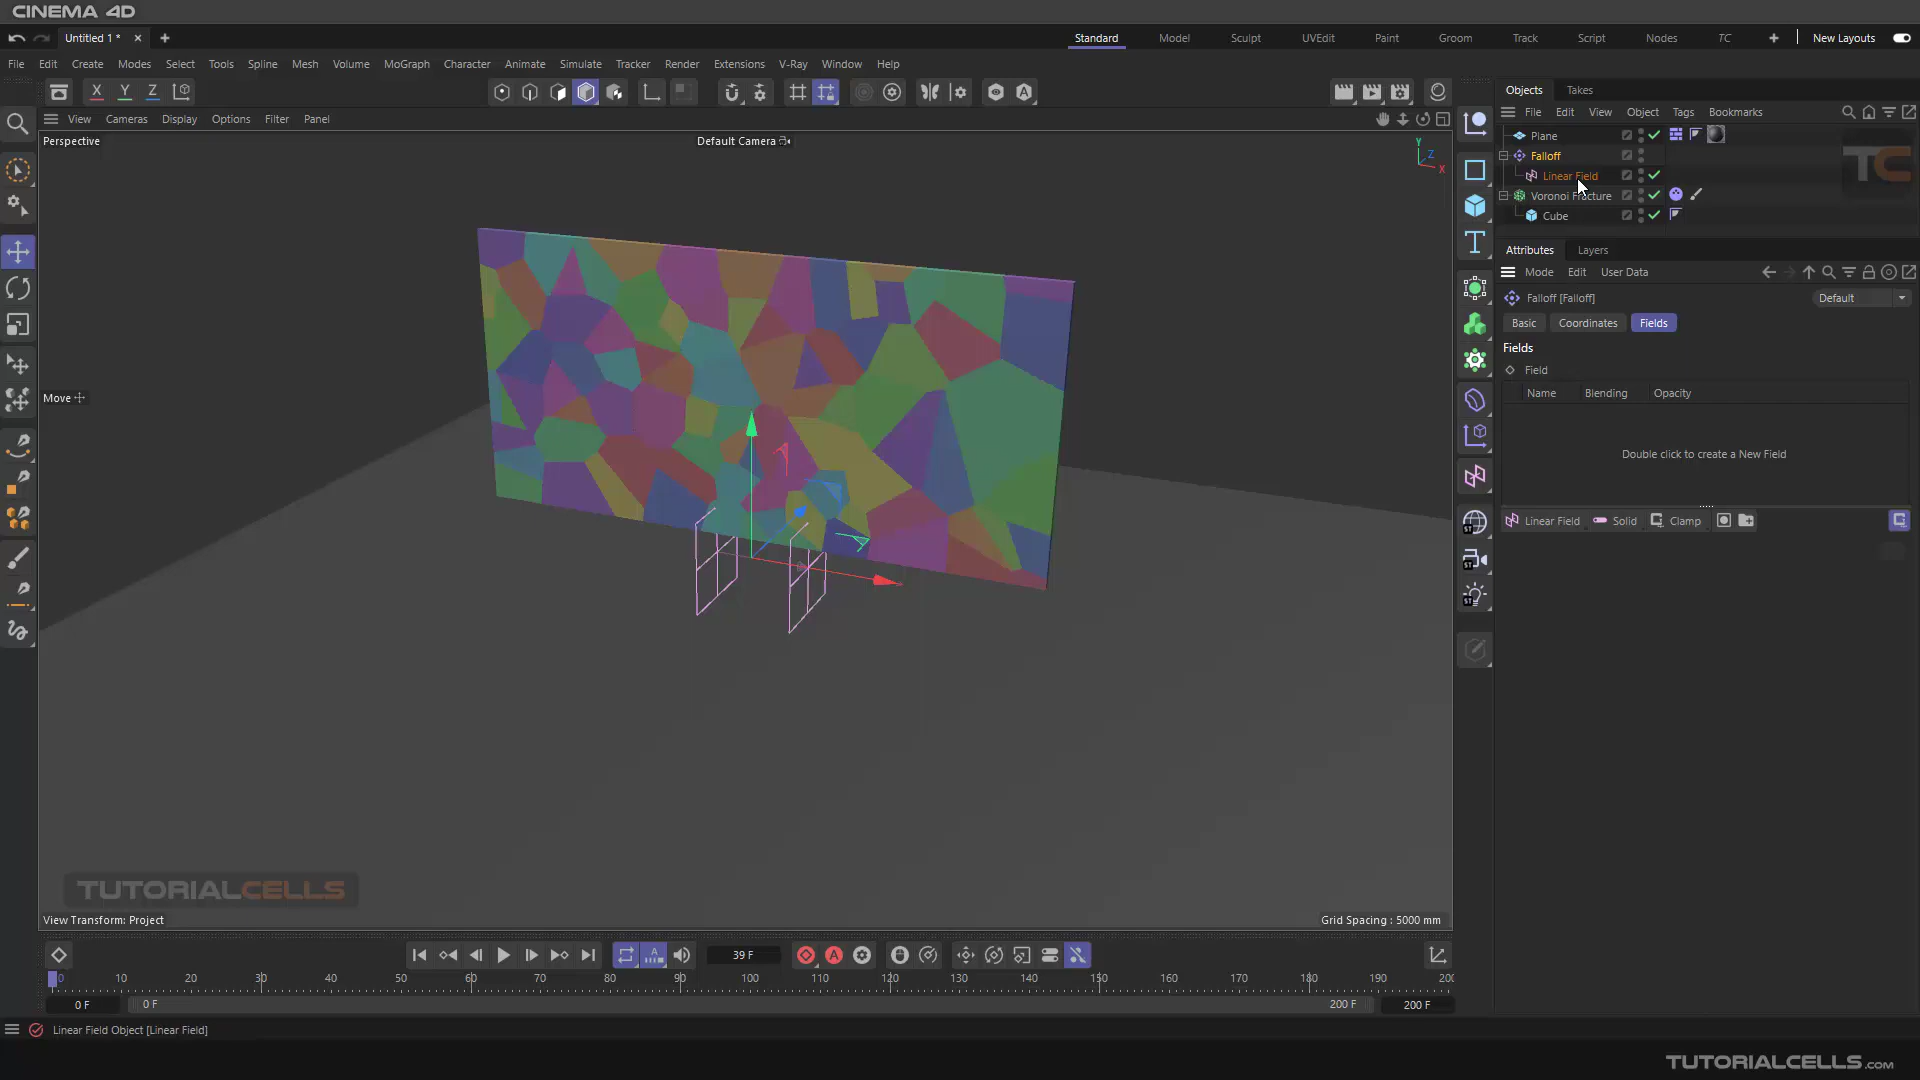 CINEMA 4D
Untitled 1 *
Standard Model Sculpt UVEdit Paint Groom Track Script Nodes TC New Layouts
File Edit Create Modes Select Tools Spline Mesh Volume MoGraph Character Animate Simulate Tracker Render Extensions V-Ray Window Help
X Y Z
Objects Takes
View Cameras Display Options Filter Panel
File Edit View Object Tags Bookmarks
Perspective
Default Camera
Y
Z
X
Plane
Falloff
Linear Field
Voronoi Fracture
Cube
TC
Attributes Layers
Mode Edit User Data
Falloff [Falloff]
Default
Basic Coordinates Fields
Fields
Field
Name Blending Opacity
Double click to create a New Field
Linear Field Solid Clamp
Move
TUTORIALCELLS
View Transform: Project
Grid Spacing : 5000 mm
39 F
0 10 20 30 40 50 60 70 80 90 100 110 120 130 140 150 160 170 180 190 200
0 F
0 F
200 F
200 F
Linear Field Object [Linear Field]
TUTORIALCELLS.COM